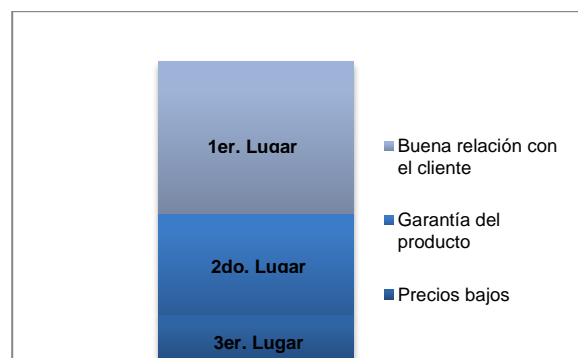 1er. Lugar
2do. Lugar
3er. Lugar
Buena relación con
el cliente
Garantía del
producto
Precios bajos